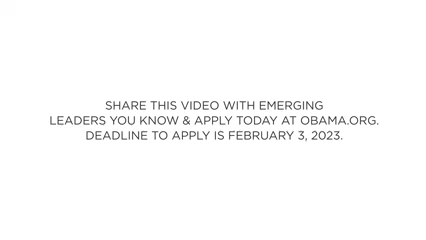 SHARE THIS VIDEO WITH EMERGING
LEADERS YOU KNOW & APPLY TODAY AT OBAMA.ORG.
DEADLINE TO APPLY IS FEBRUARY 3, 2023.